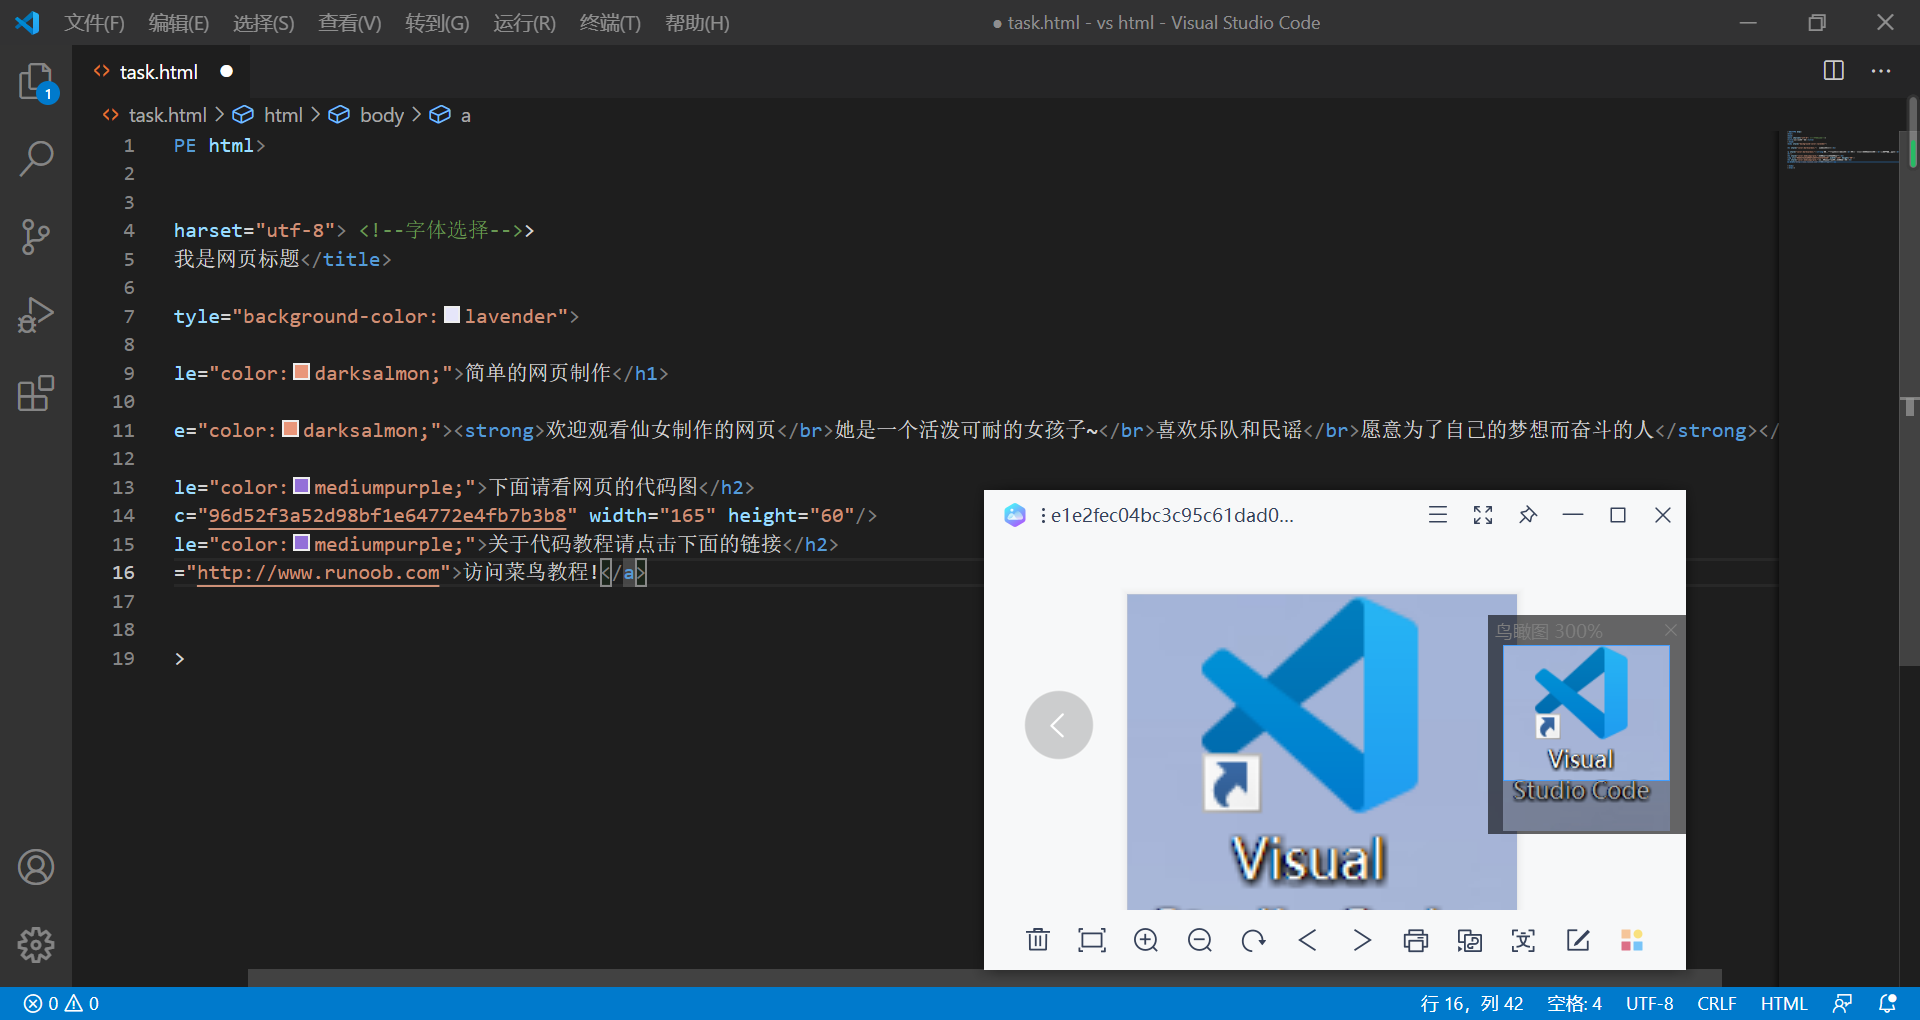 文件(F) 编辑(E) 选择(S) 查看(V) 转到(G) 运行(R) 终端(T) 帮助(H) ● task.html - vs html - Visual Studio Code
task.html
1
task.html > html > body > a
1 PE html>
2
3
4 harset="utf-8"> <!--字体选择-->>
5 我是网页标题</title>
6
7 tyle="background-color:lavender">
8
9 le="color:darksalmon;">简单的网页制作</h1>
10
11 e="color:darksalmon;"><strong>欢迎观看仙女制作的网页</br>她是一个活泼可耐的女孩子~</br>喜欢乐队和民谣</br>愿意为了自己的梦想而奋斗的人</strong></
12
13 le="color:mediumpurple;">下面请看网页的代码图</h2>
14 c="96d52f3a52d98bf1e64772e4fb7b3b8" width="165" height="60"/>
15 le="color:mediumpurple;">关于代码教程请点击下面的链接</h2>
16 ="http://www.runoob.com">访问菜鸟教程!</a>
17
18
19 >
e1e2fec04bc3c95c61dad0...
鸟瞰图 300%
Visual
Studio Code
Visual
0 0 行 16，列 42 空格: 4 UTF-8 CRLF HTML